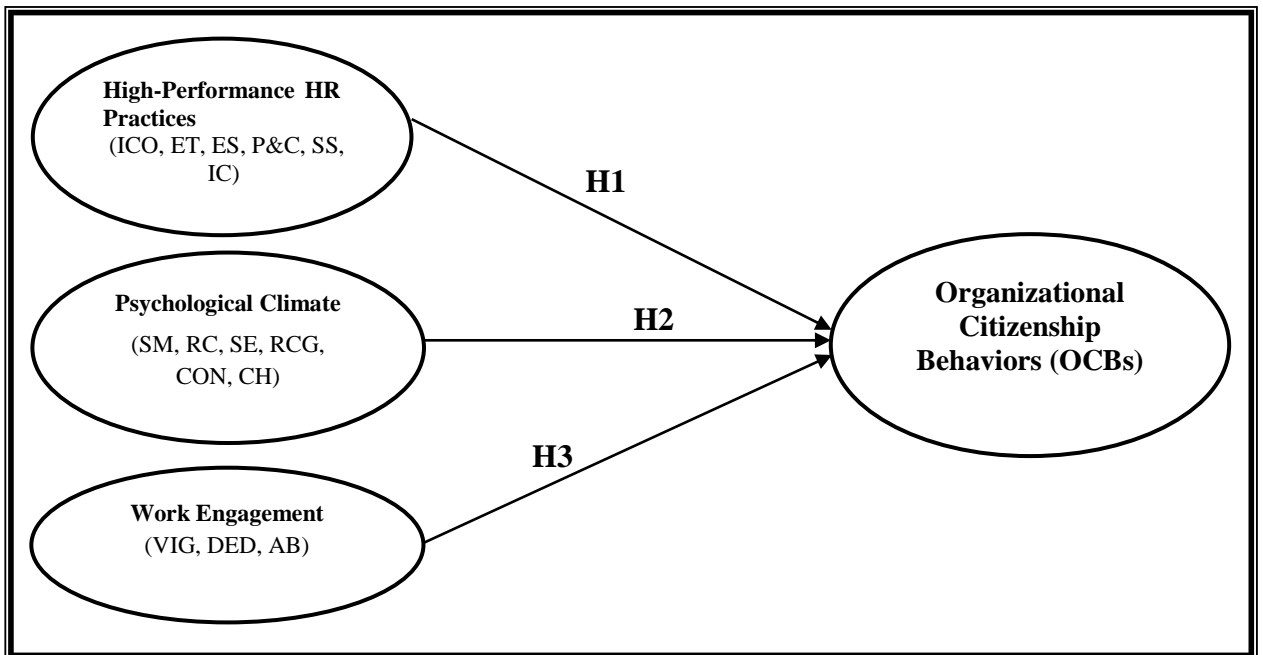 High-Performance HR
Practices
(ICO, ET, ES, P&C, SS,
IC)
H1
Psychological Climate
(SM, RC, SE, RCG,
CON, CH)
H2
Organizational
Citizenship
Behaviors (OCBs)
H3
Work Engagement
(VIG, DED, AB)